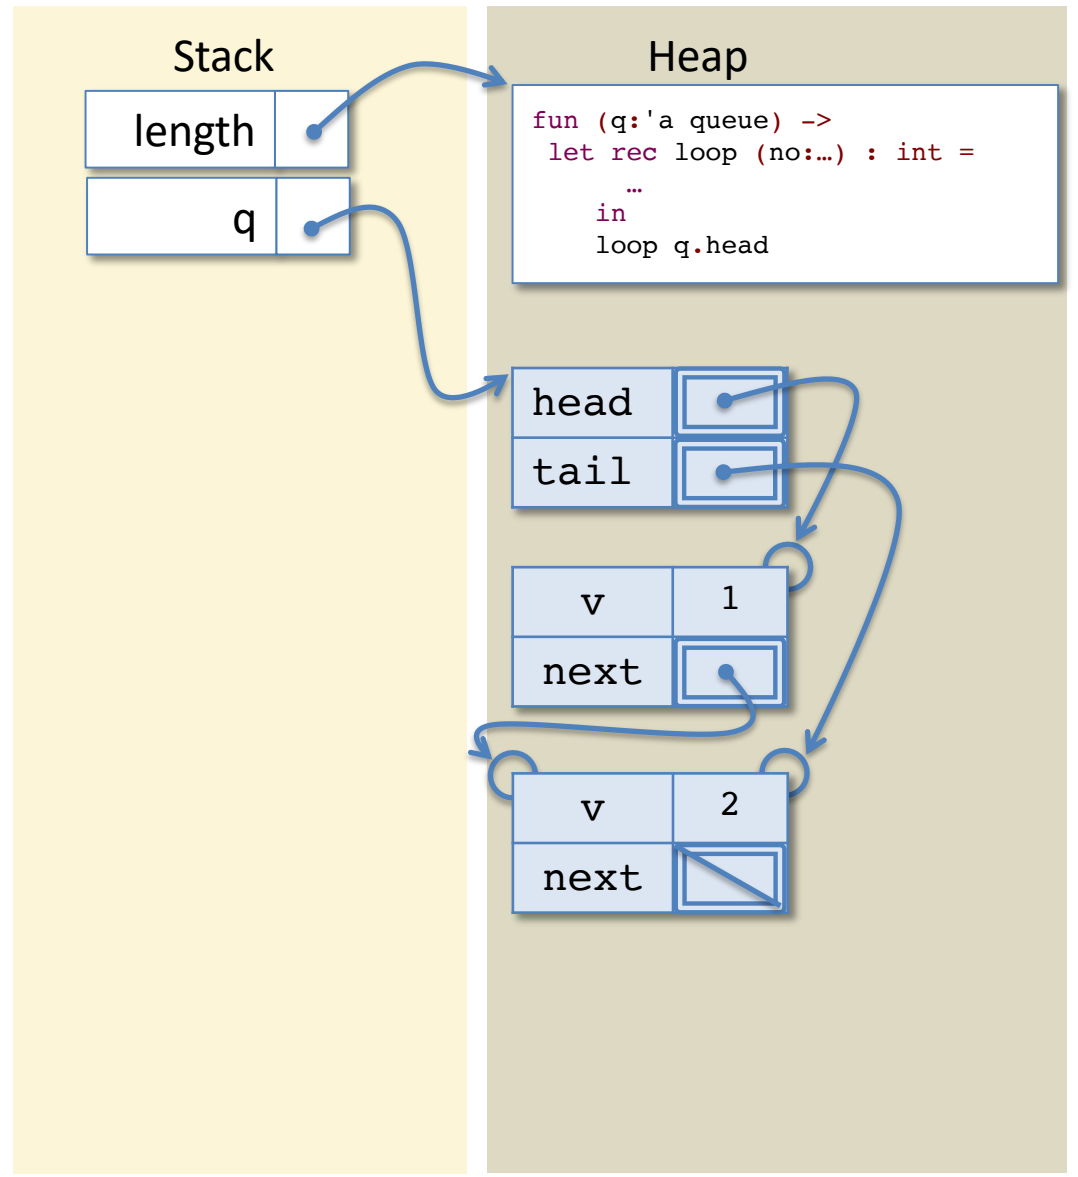 Stack
Heap
length
q
fun (q:'a queue) ->
let rec loop (no:…) : int =
…
in
loop q.head
head
tail
v 1
next
v 2
next